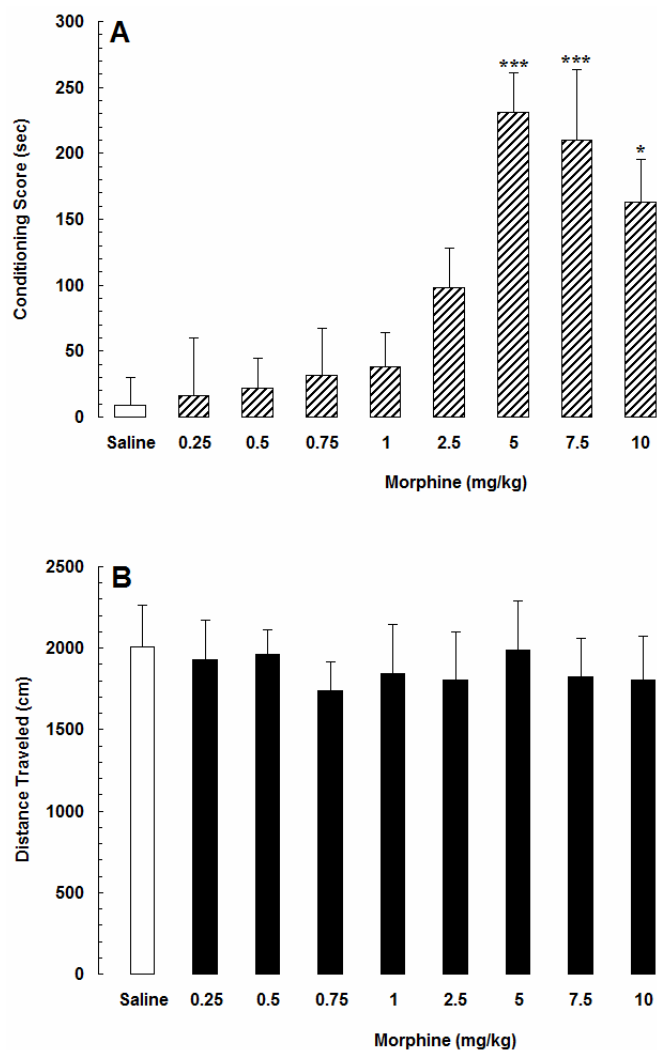 A
300
250
200
150
100
50
0
Conditioning Score (sec)
*** *** *
Saline 0.25 0.5 0.75 1 2.5 5 7.5 10
Morphine (mg/kg)
B
2500
2000
1500
1000
500
0
Distance Traveled (cm)
Saline 0.25 0.5 0.75 1 2.5 5 7.5 10
Morphine (mg/kg)